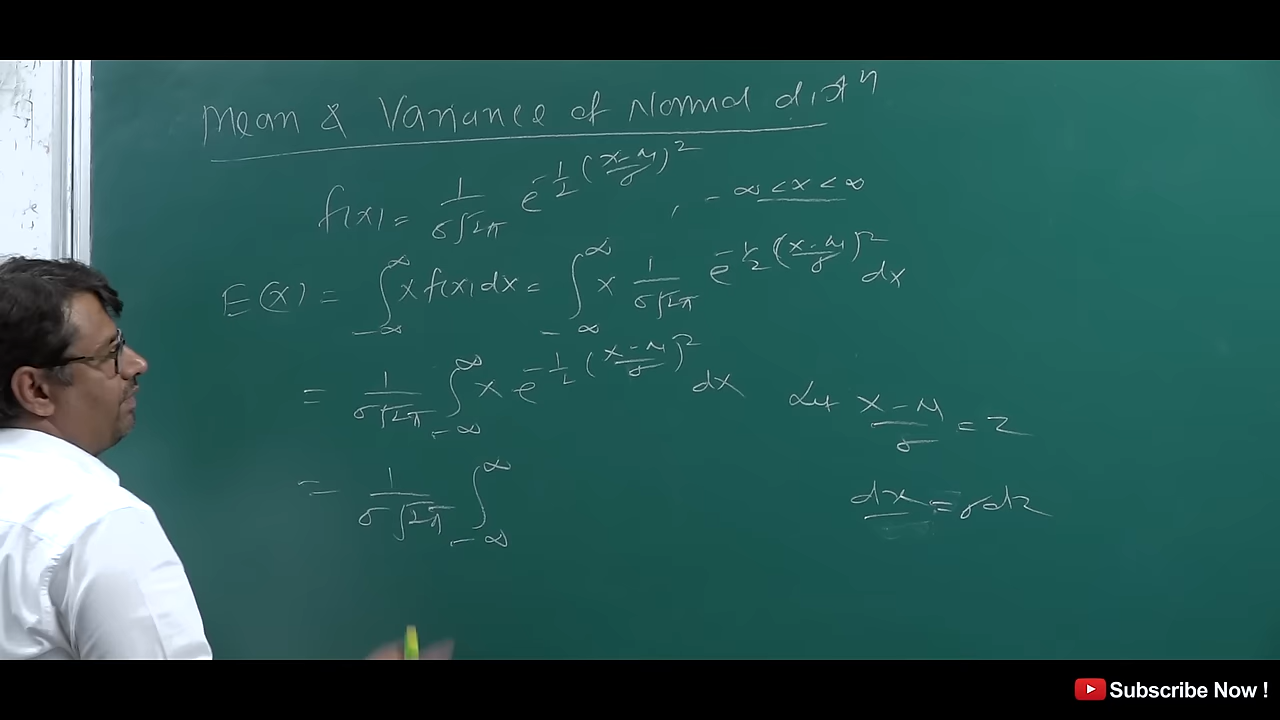 Mean & Variance of Normal distⁿ
f(x) = 1/(σ√2π) e^(-1/2 ((x-μ)/σ)²) , -∞ < x < ∞
E(X) = ∫_{-∞}^{∞} x f(x) dx = ∫_{-∞}^{∞} x 1/(σ√2π) e^(-1/2 ((x-μ)/σ)²) dx
= 1/(σ√2π) ∫_{-∞}^{∞} x e^(-1/2 ((x-μ)/σ)²) dx Let (x-μ)/σ = z
= 1/(σ√2π) ∫_{-∞}^{∞} dx = σdz
Subscribe Now !